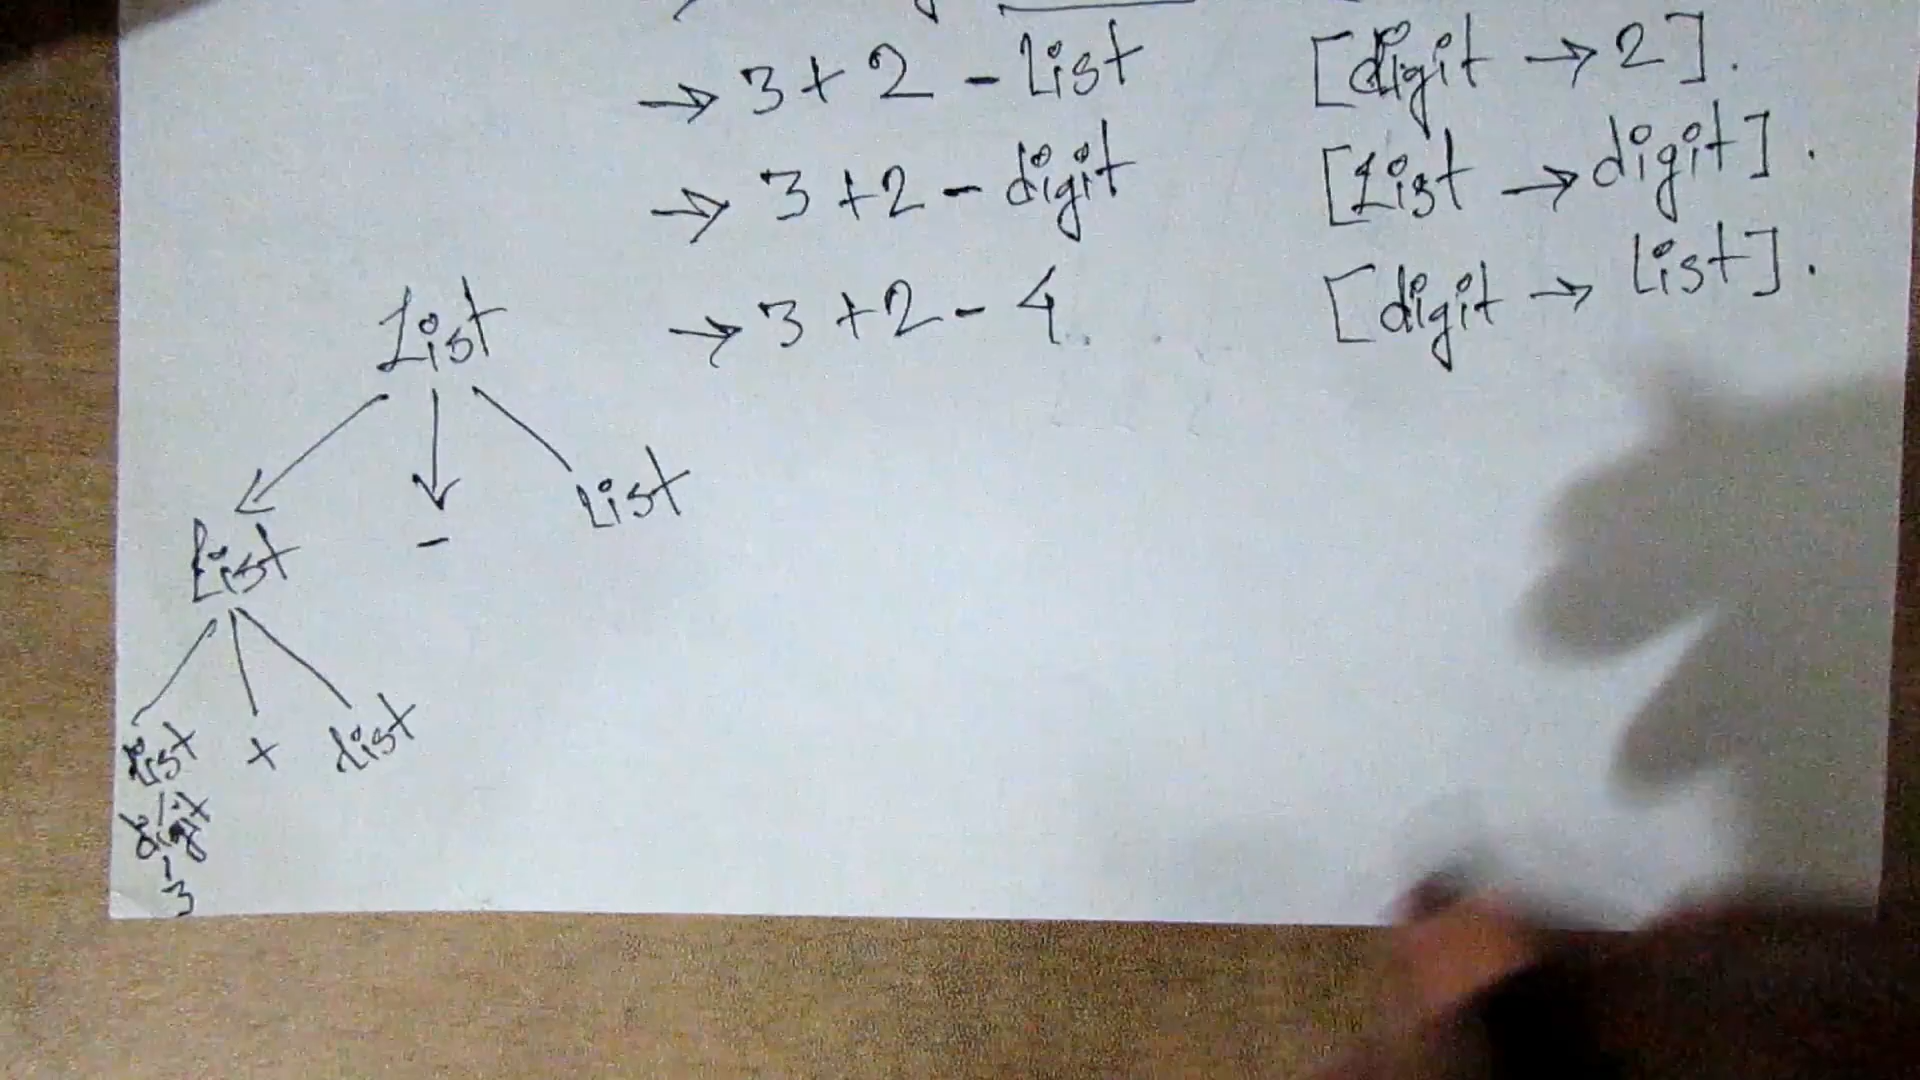 → 3 + 2 - list [digit → 2].
→ 3 + 2 - digit [List → digit].
→ 3 + 2 - 4 [digit → list].
List
List - List
List + list
digit
3